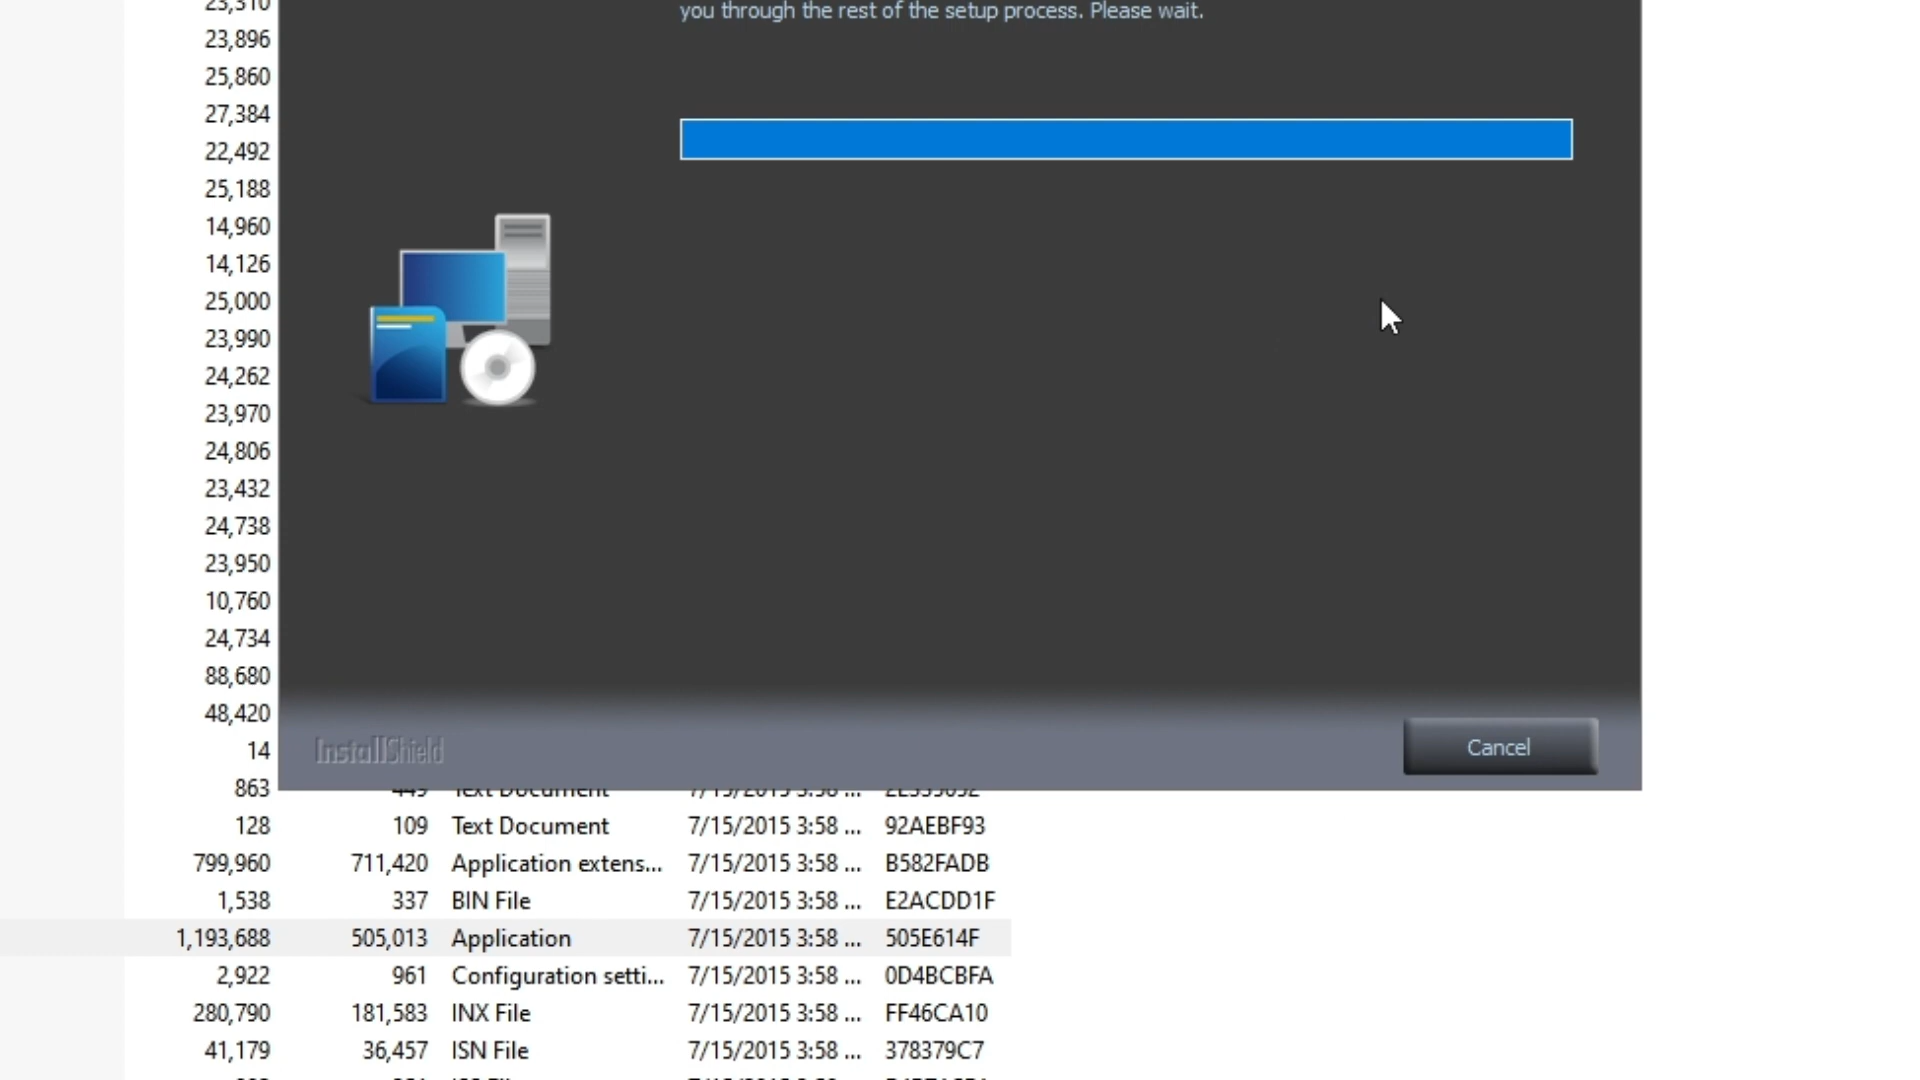 23,310
you through the rest of the setup process. Please wait.
23,896
25,860
27,384
22,492
25,188
14,960
14,126
25,000
23,990
24,262
23,970
24,806
23,432
24,738
23,950
10,760
24,734
88,680
48,420
14
InstallShield
Cancel
863 449 Text Document 7/15/2015 3:58 ...
128 109 Text Document 7/15/2015 3:58 ... 92AEBF93
799,960 711,420 Application extens... 7/15/2015 3:58 ... B582FADB
1,538 337 BIN File 7/15/2015 3:58 ... E2ACDD1F
1,193,688 505,013 Application 7/15/2015 3:58 ... 505E614F
2,922 961 Configuration setti... 7/15/2015 3:58 ... 0D4BCBFA
280,790 181,583 INX File 7/15/2015 3:58 ... FF46CA10
41,179 36,457 ISN File 7/15/2015 3:58 ... 378379C7